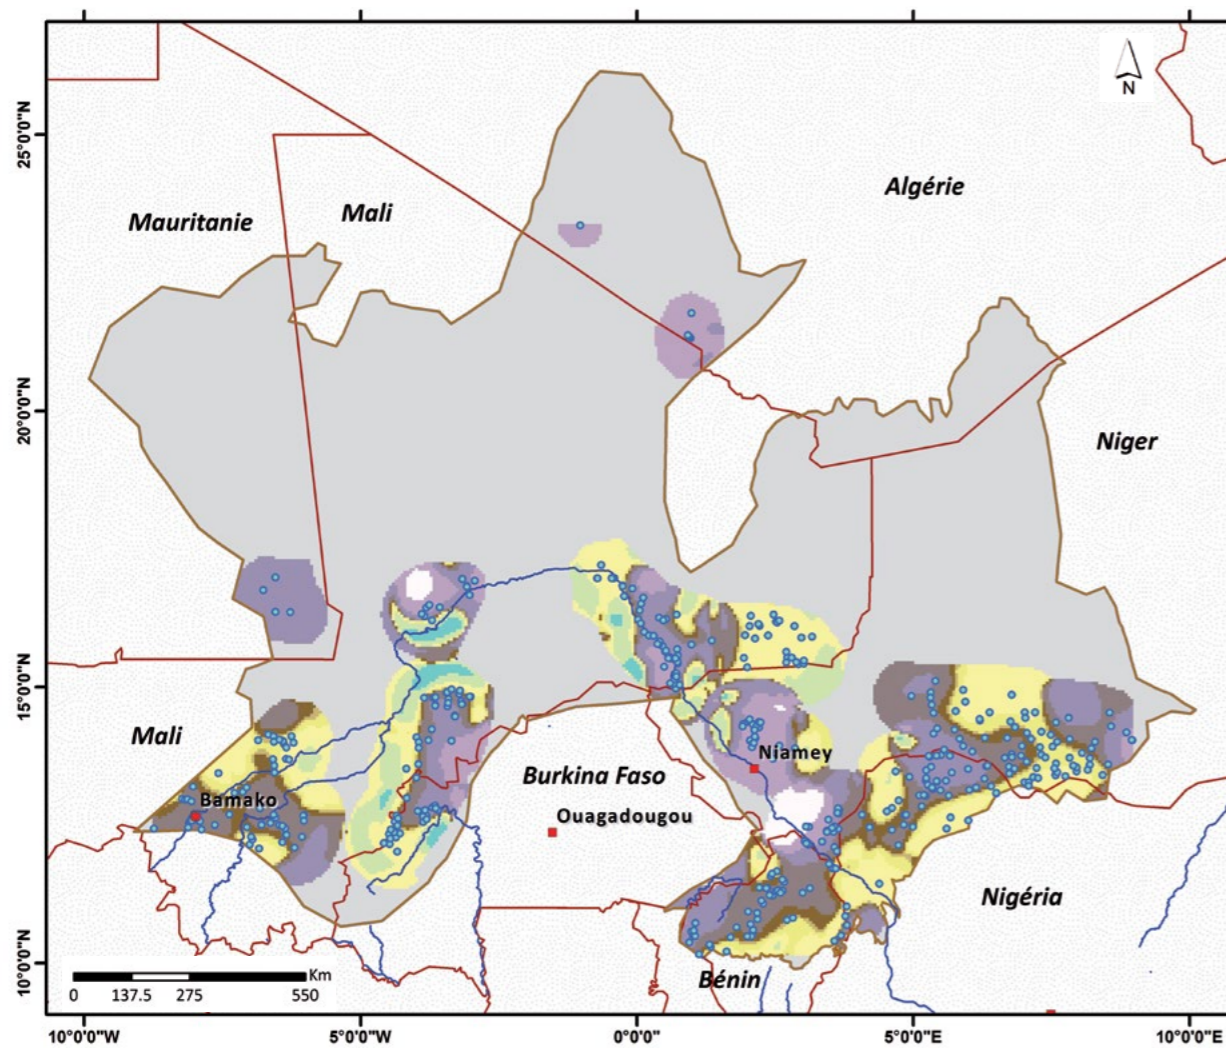 N
25°0'0"N
20°0'0"N
15°0'0"N
10°0'0"N
Algérie
Mauritanie
Mali
Niger
Mali
Niamey
Burkina Faso
Bamako
Ouagadougou
Nigéria
Bénin
Km
0 137.5 275 550
10°0'0"W 5°0'0"W 0°0'0" 5°0'0"E 10°0'0"E